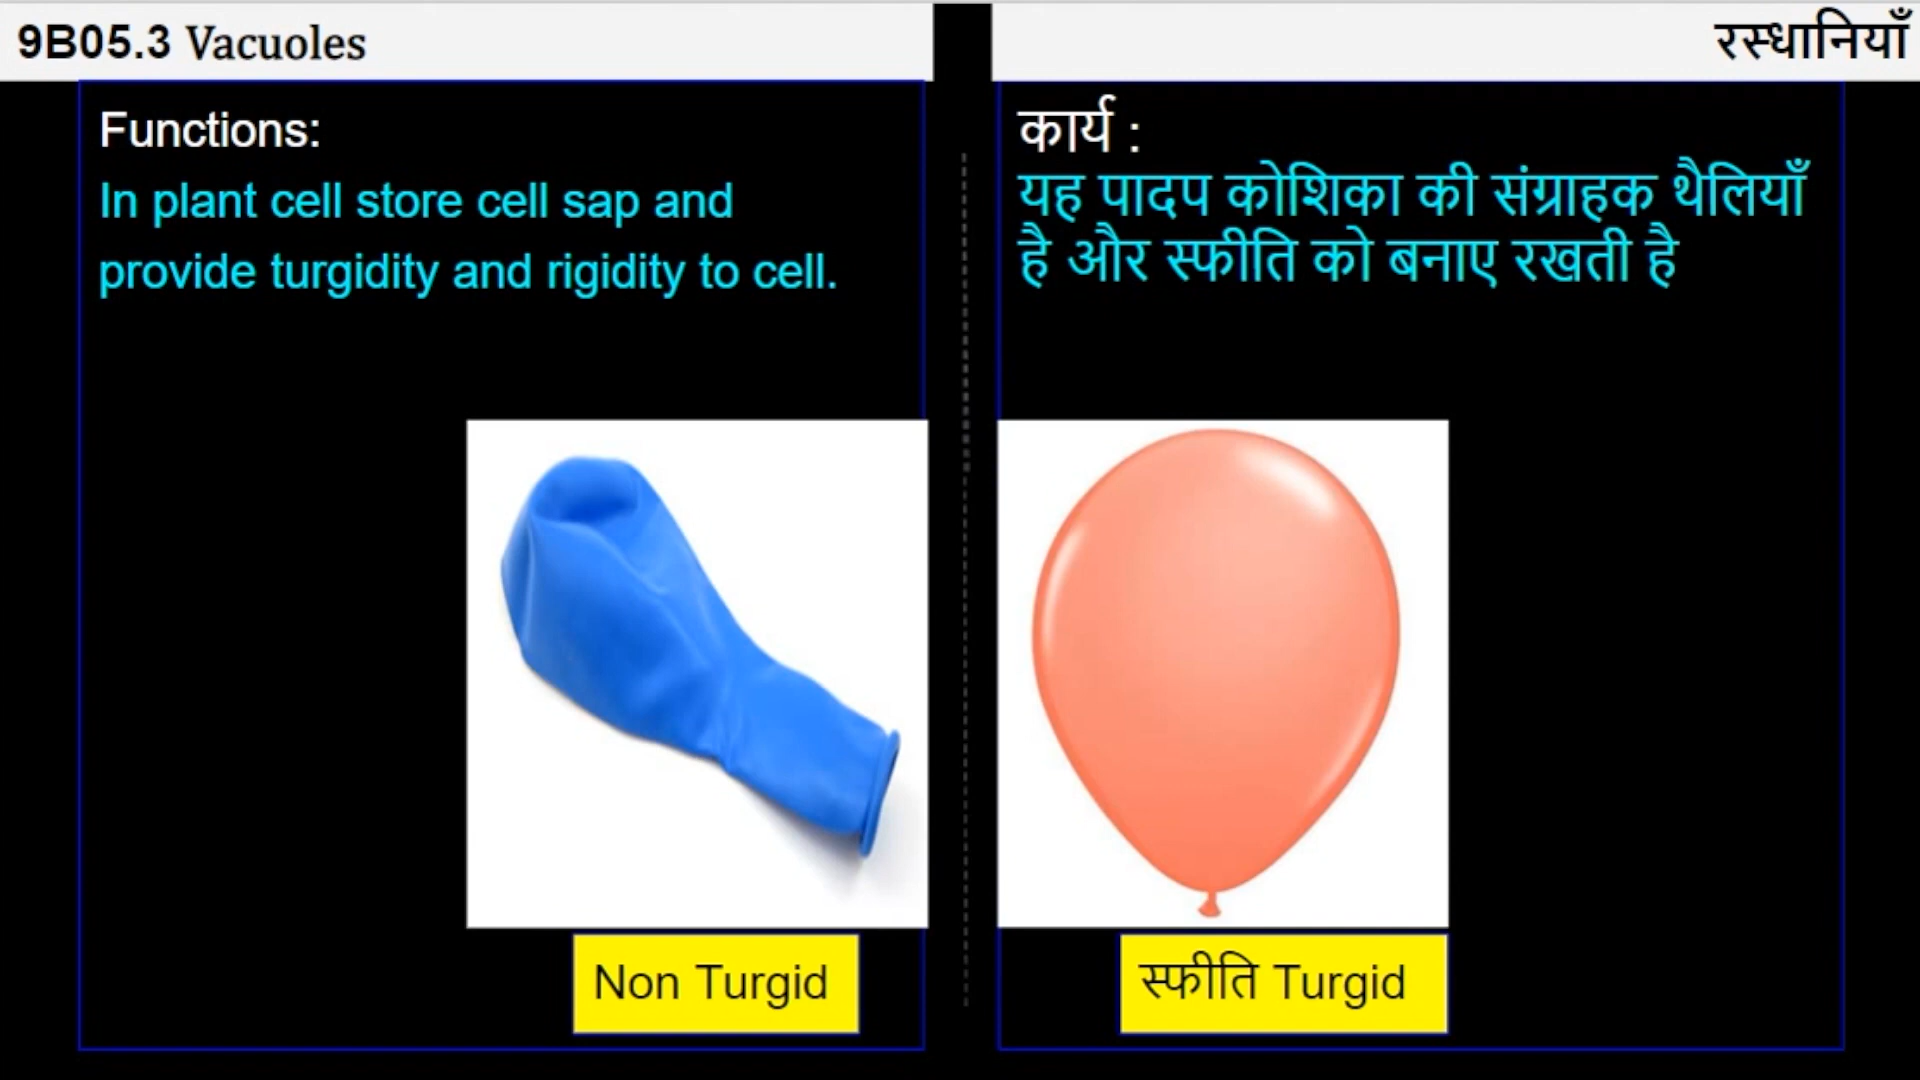 9B05.3 Vacuoles
रस्धानियाँ
Functions:
In plant cell store cell sap and
provide turgidity and rigidity to cell.
कार्य :
यह पादप कोशिका की संग्राहक थैलियाँ
है और स्फीति को बनाए रखती है
Non Turgid
स्फीति Turgid